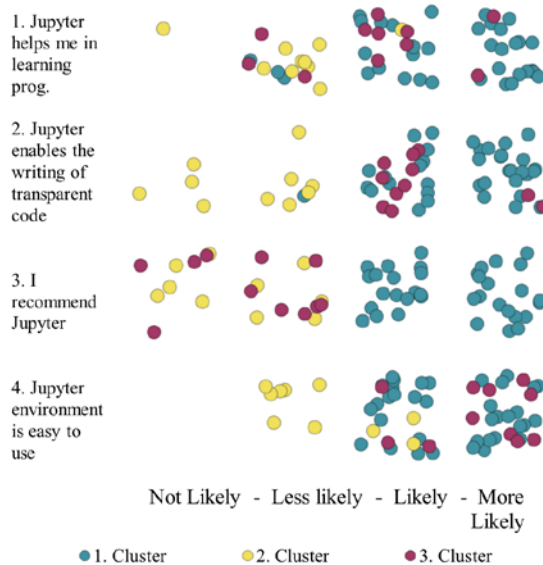 1. Jupyter
helps me in
learning
prog.
2. Jupyter
enables the
writing of
transparent
code
3. I
recommend
Jupyter
4. Jupyter
environment
is easy to
use
Not Likely - Less likely - Likely - More
Likely
1. Cluster 2. Cluster 3. Cluster